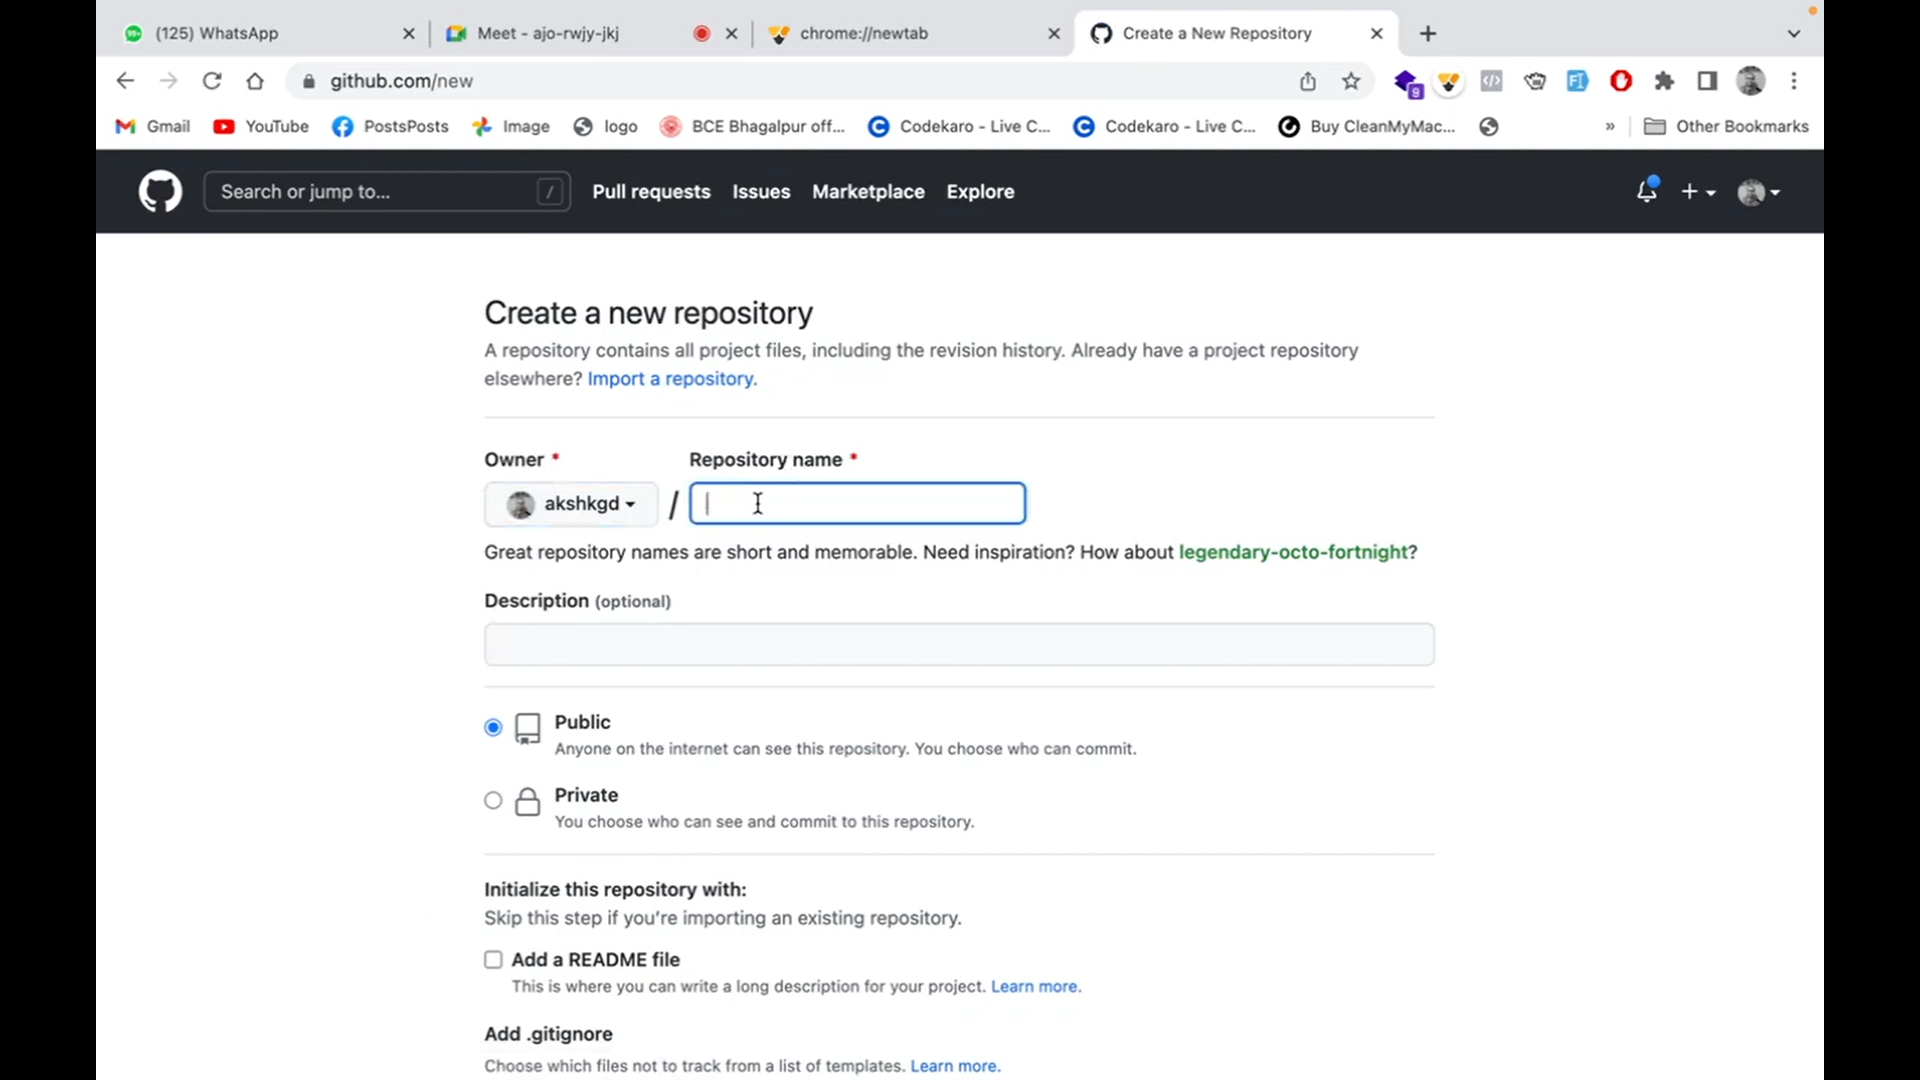 (125) WhatsApp
Meet - ajo-rwjy-jkj
chrome://newtab
Create a New Repository
github.com/new
9
Gmail
YouTube
PostsPosts
Image
logo
BCE Bhagalpur off...
Codekaro - Live C...
Codekaro - Live C...
Buy CleanMyMac...
»
Other Bookmarks
Search or jump to...
/
Pull requests
Issues
Marketplace
Explore
Create a new repository
A repository contains all project files, including the revision history. Already have a project repository
elsewhere? Import a repository.
Owner *
Repository name *
akshkgd
/
Great repository names are short and memorable. Need inspiration? How about legendary-octo-fortnight?
Description (optional)
Public
Anyone on the internet can see this repository. You choose who can commit.
Private
You choose who can see and commit to this repository.
Initialize this repository with:
Skip this step if you’re importing an existing repository.
Add a README file
This is where you can write a long description for your project. Learn more.
Add .gitignore
Choose which files not to track from a list of templates. Learn more.